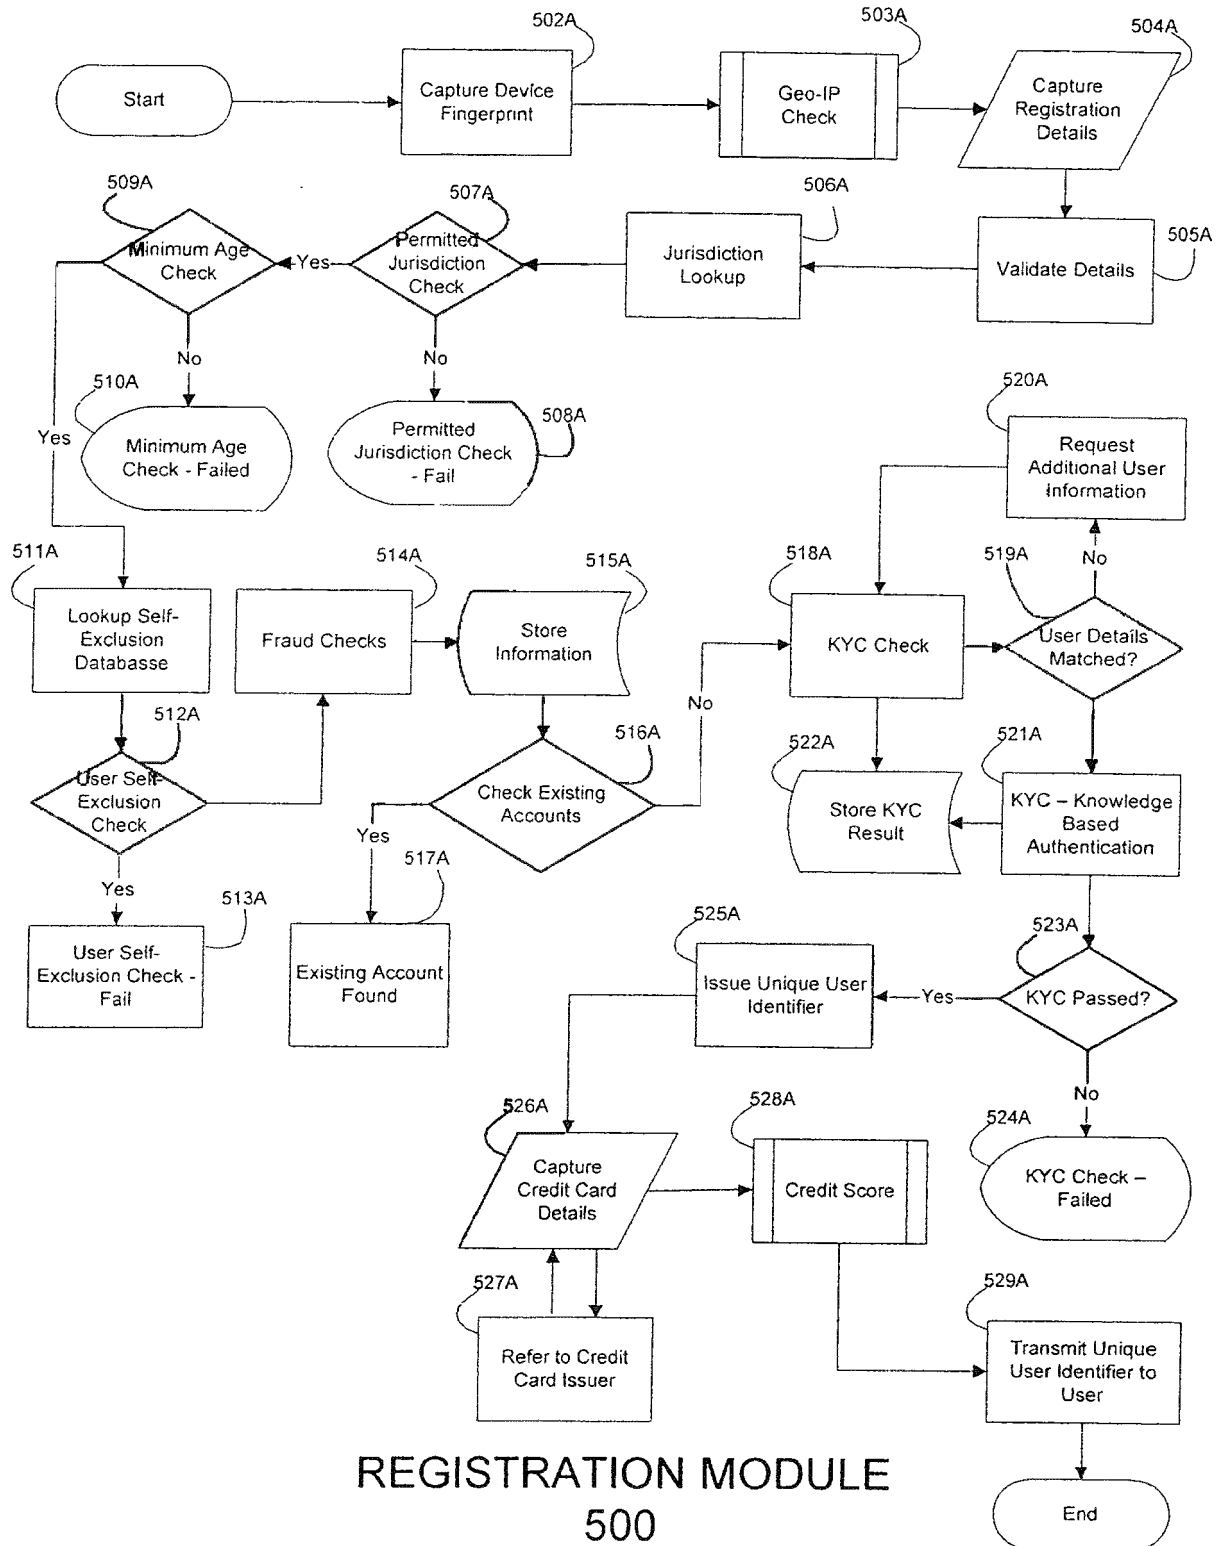 502A
503A
504A
Start
Capture Device
Fingerprint
Geo-IP
Check
Capture
Registration
Details
509A
507A
506A
505A
Minimum Age
Check
Yes
Permitted
Jurisdiction
Check
Jurisdiction
Lookup
Validate Details
No
No
510A
508A
520A
Yes
Minimum Age
Check - Failed
Permitted
Jurisdiction Check
- Fail
Request
Additional User
Information
511A
514A
515A
518A
519A
No
Lookup Self-
Exclusion
Databasse
Fraud Checks
Store
Information
KYC Check
User Details
Matched?
No
512A
516A
522A
521A
User Self-
Exclusion
Check
Check Existing
Accounts
Store KYC
Result
KYC – Knowledge
Based
Authentication
Yes
Yes
513A
517A
525A
523A
User Self-
Exclusion Check -
Fail
Existing Account
Found
Issue Unique User
Identifier
Yes
KYC Passed?
No
526A
528A
524A
Capture
Credit Card
Details
Credit Score
KYC Check –
Failed
527A
529A
Refer to Credit
Card Issuer
Transmit Unique
User Identifier to
User
REGISTRATION MODULE
500
End